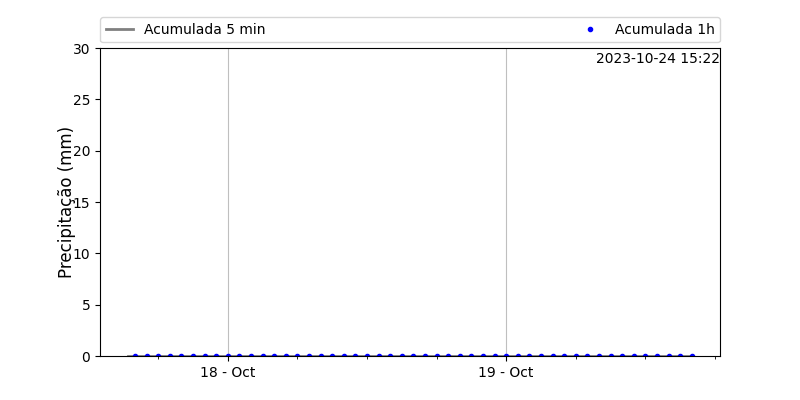 Acumulada 5 min
Acumulada 1h
2023-10-24 15:22
Precipitação (mm)
30
25
20
15
10
5
0
18 - Oct
19 - Oct